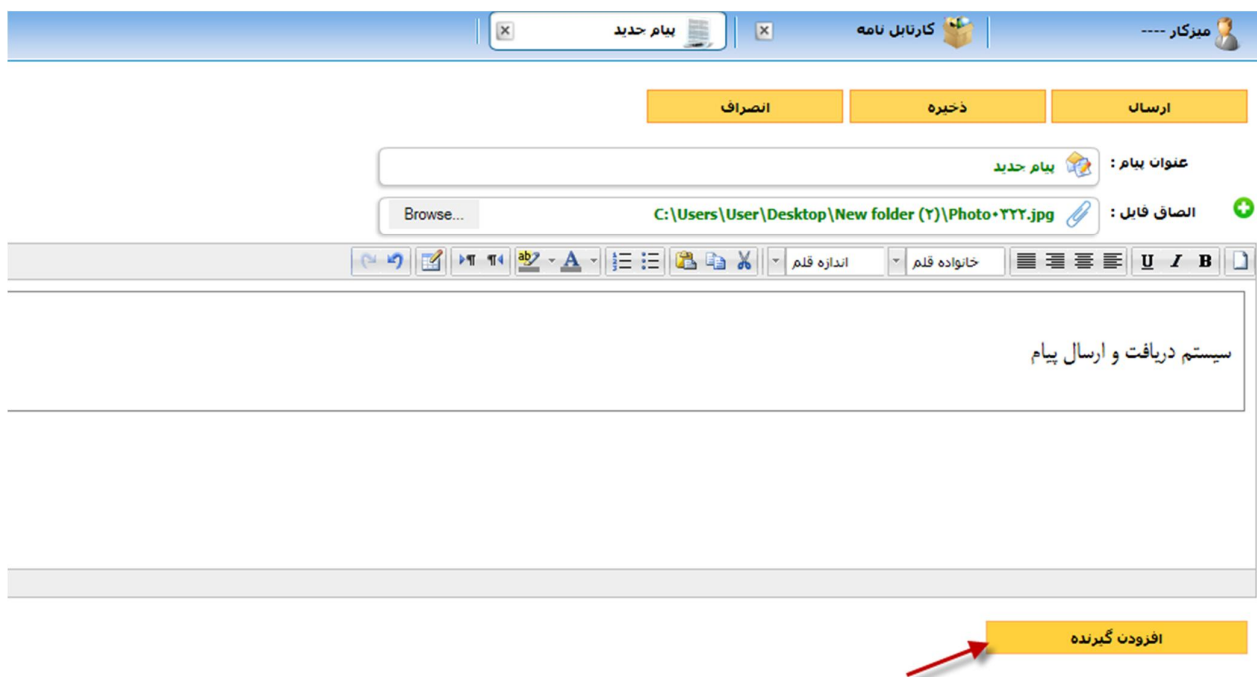 میزکار ----
کارتابل نامه
پیام جدید
ارسال
ذخیره
انصراف
عنوان پیام :
پیام جدید
الصاق فایل :
C:\Users\User\Desktop\New folder (۲)\Photo۰۳۲۲.jpg
Browse...
B I U خانواده قلم اندازه قلم
سیستم دریافت و ارسال پیام
افزودن گیرنده